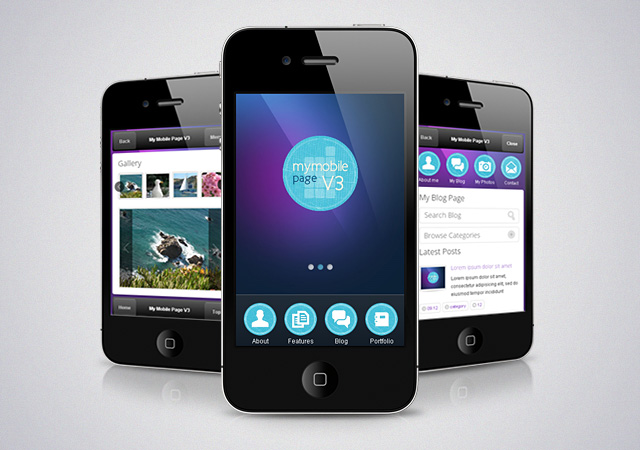 Back
My Mobile Page V3
Gallery
Home
My Mobile Page V3
Top
mymobile
page V3
About
Features
Blog
Portfolio
Back
My Mobile Page V3
Close
About me
My Blog
My Photos
Contact
My Blog Page
Search Blog
Browse Categories
Latest Posts
Lorem ipsum dolor sit amet
Lorem ipsum dolor sit amet,
consectetur adipiscing elit, sed do
eiusmod tempor incididunt
09-12
category
12